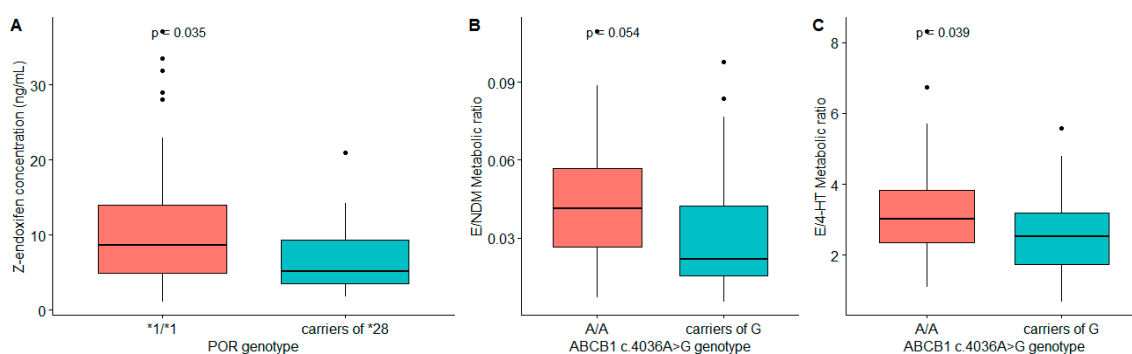 A
p = 0.035
Z-endoxifen concentration (ng/mL)
30
20
10
0
*1/*1 carriers of *28
POR genotype
B
p = 0.054
E/NDM Metabolic ratio
0.09
0.06
0.03
A/A carriers of G
ABCB1 c.4036A>G genotype
C
p = 0.039
E/4-HT Metabolic ratio
8
6
4
2
A/A carriers of G
ABCB1 c.4036A>G genotype